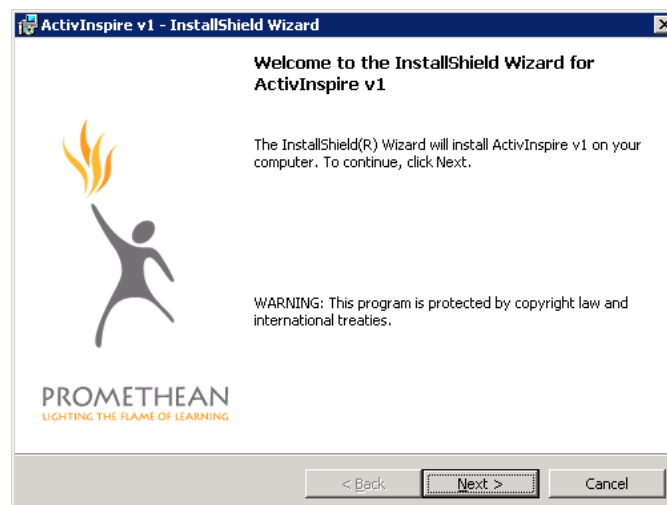 ActivInspire v1 - InstallShield Wizard
Welcome to the InstallShield Wizard for
ActivInspire v1
The InstallShield(R) Wizard will install ActivInspire v1 on your
computer. To continue, click Next.
WARNING: This program is protected by copyright law and
international treaties.
PROMETHEAN
LIGHTING THE FLAME OF LEARNING
< Back
Next >
Cancel